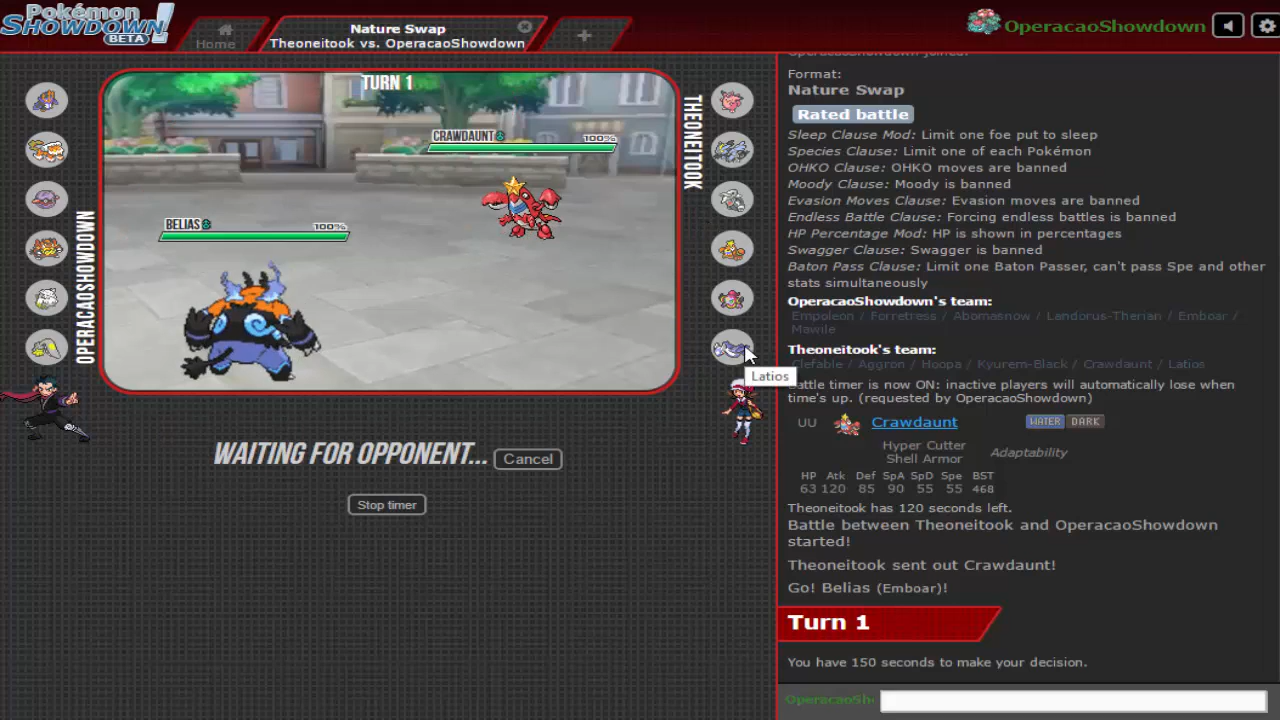 Pokémon
SHOWDOWN!
BETA
Home
Nature Swap
Theoneitook vs. OperacaoShowdown
OperacaoShowdown
TURN 1
CRAWDAUNT
100%
BELIAS
100%
OPERACAOSHOWDOWN
THEONEITOOK
Latios
WAITING FOR OPPONENT... Cancel
Stop timer
OperacaoShowdown joined!
Format:
Nature Swap
Rated battle
Sleep Clause Mod: Limit one foe put to sleep
Species Clause: Limit one of each Pokémon
OHKO Clause: OHKO moves are banned
Moody Clause: Moody is banned
Evasion Moves Clause: Evasion moves are banned
Endless Battle Clause: Forcing endless battles is banned
HP Percentage Mod: HP is shown in percentages
Swagger Clause: Swagger is banned
Baton Pass Clause: Limit one Baton Passer, can't pass Spe and other
stats simultaneously
OperacaoShowdown's team:
Empoleon / Forretress / Abomasnow / Landorus-Therian / Emboar /
Mawile
Theoneitook's team:
Clefable / Aggron / Hoopa / Kyurem-Black / Crawdaunt / Latios
Battle timer is now ON: inactive players will automatically lose when
time's up. (requested by OperacaoShowdown)
UU Crawdaunt WATER DARK
Hyper Cutter
Shell Armor
Adaptability
HP Atk Def SpA SpD Spe BST
63 120 85 90 55 55 468
Theoneitook has 120 seconds left.
Battle between Theoneitook and OperacaoShowdown
started!
Theoneitook sent out Crawdaunt!
Go! Belias (Emboar)!
Turn 1
You have 150 seconds to make your decision.
OperacaoSh